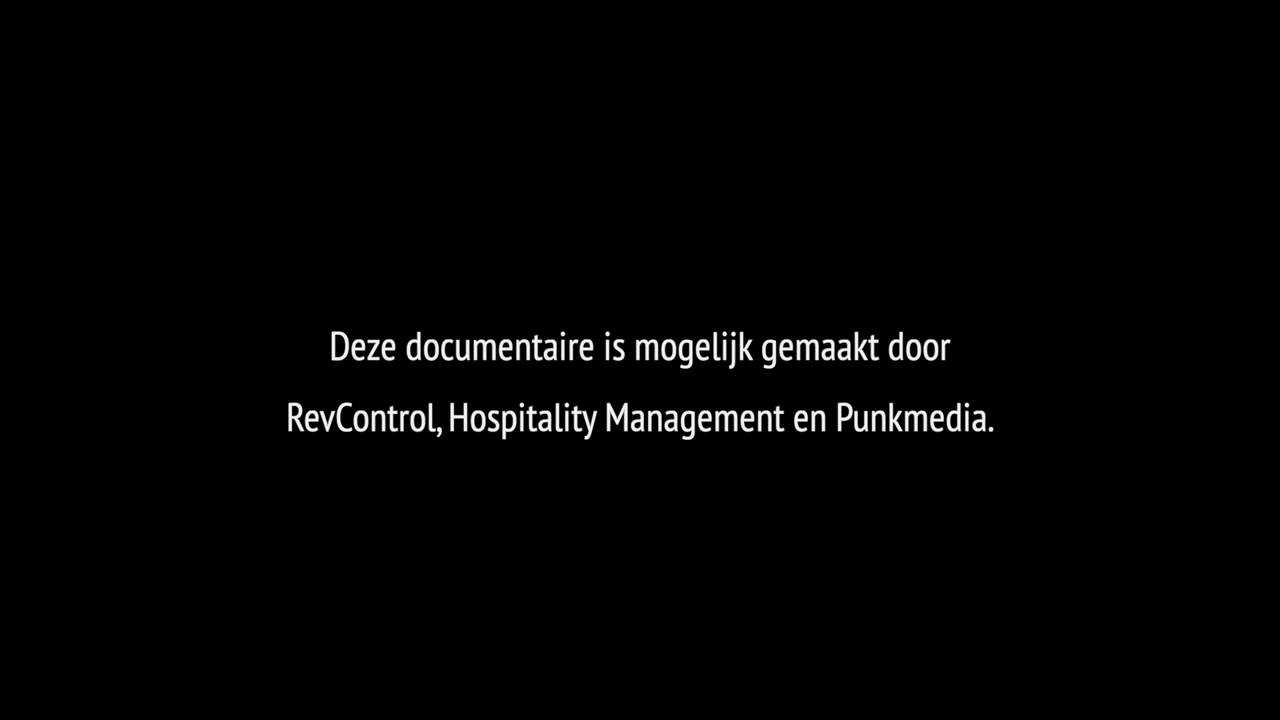 Deze documentaire is mogelijk gemaakt door
RevControl, Hospitality Management en Punkmedia.